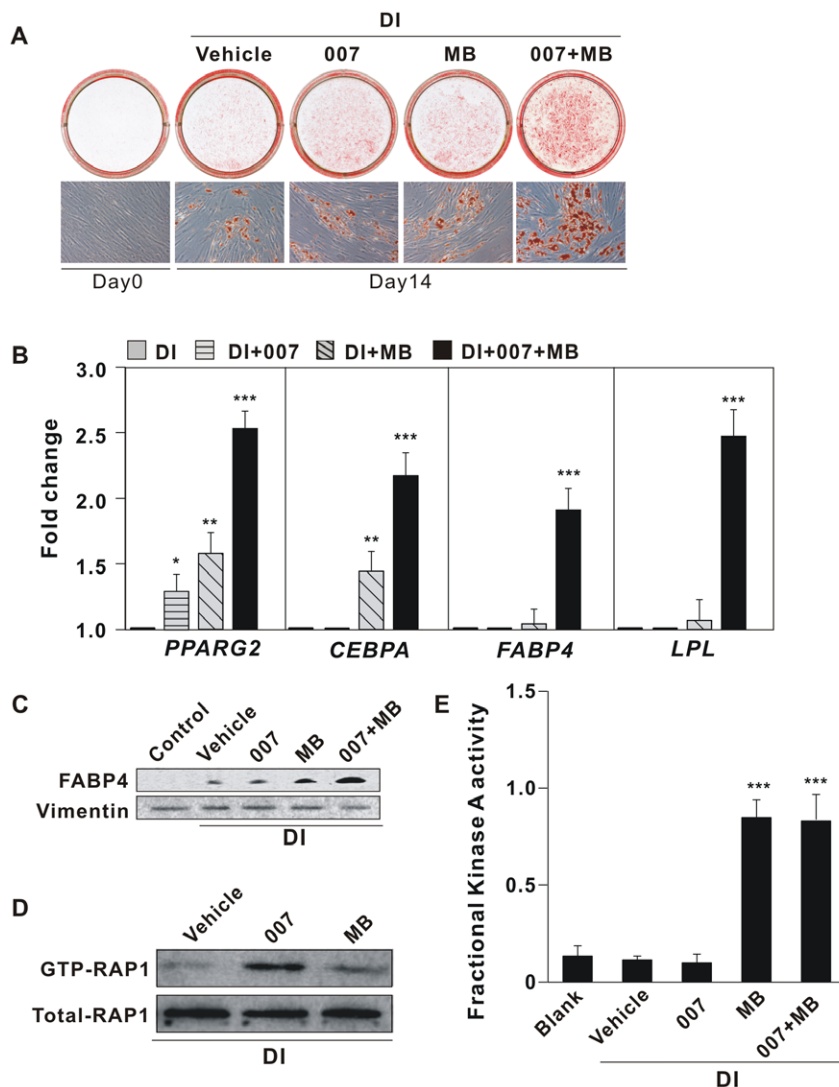 A
DI
Vehicle 007 MB 007+MB
Day0 Day14
B
DI DI+007 DI+MB DI+007+MB
Fold change
3.0
2.5
2.0
1.5
1.0
* ** ***
** ***
***
***
PPARG2 CEBPA FABP4 LPL
C
Control Vehicle 007 MB 007+MB
FABP4
Vimentin
DI
D
Vehicle 007 MB
GTP-RAP1
Total-RAP1
DI
E
Fractional Kinase A activity
1.5
1.0
0.5
0
*** ***
Blank Vehicle 007 MB 007+MB
DI